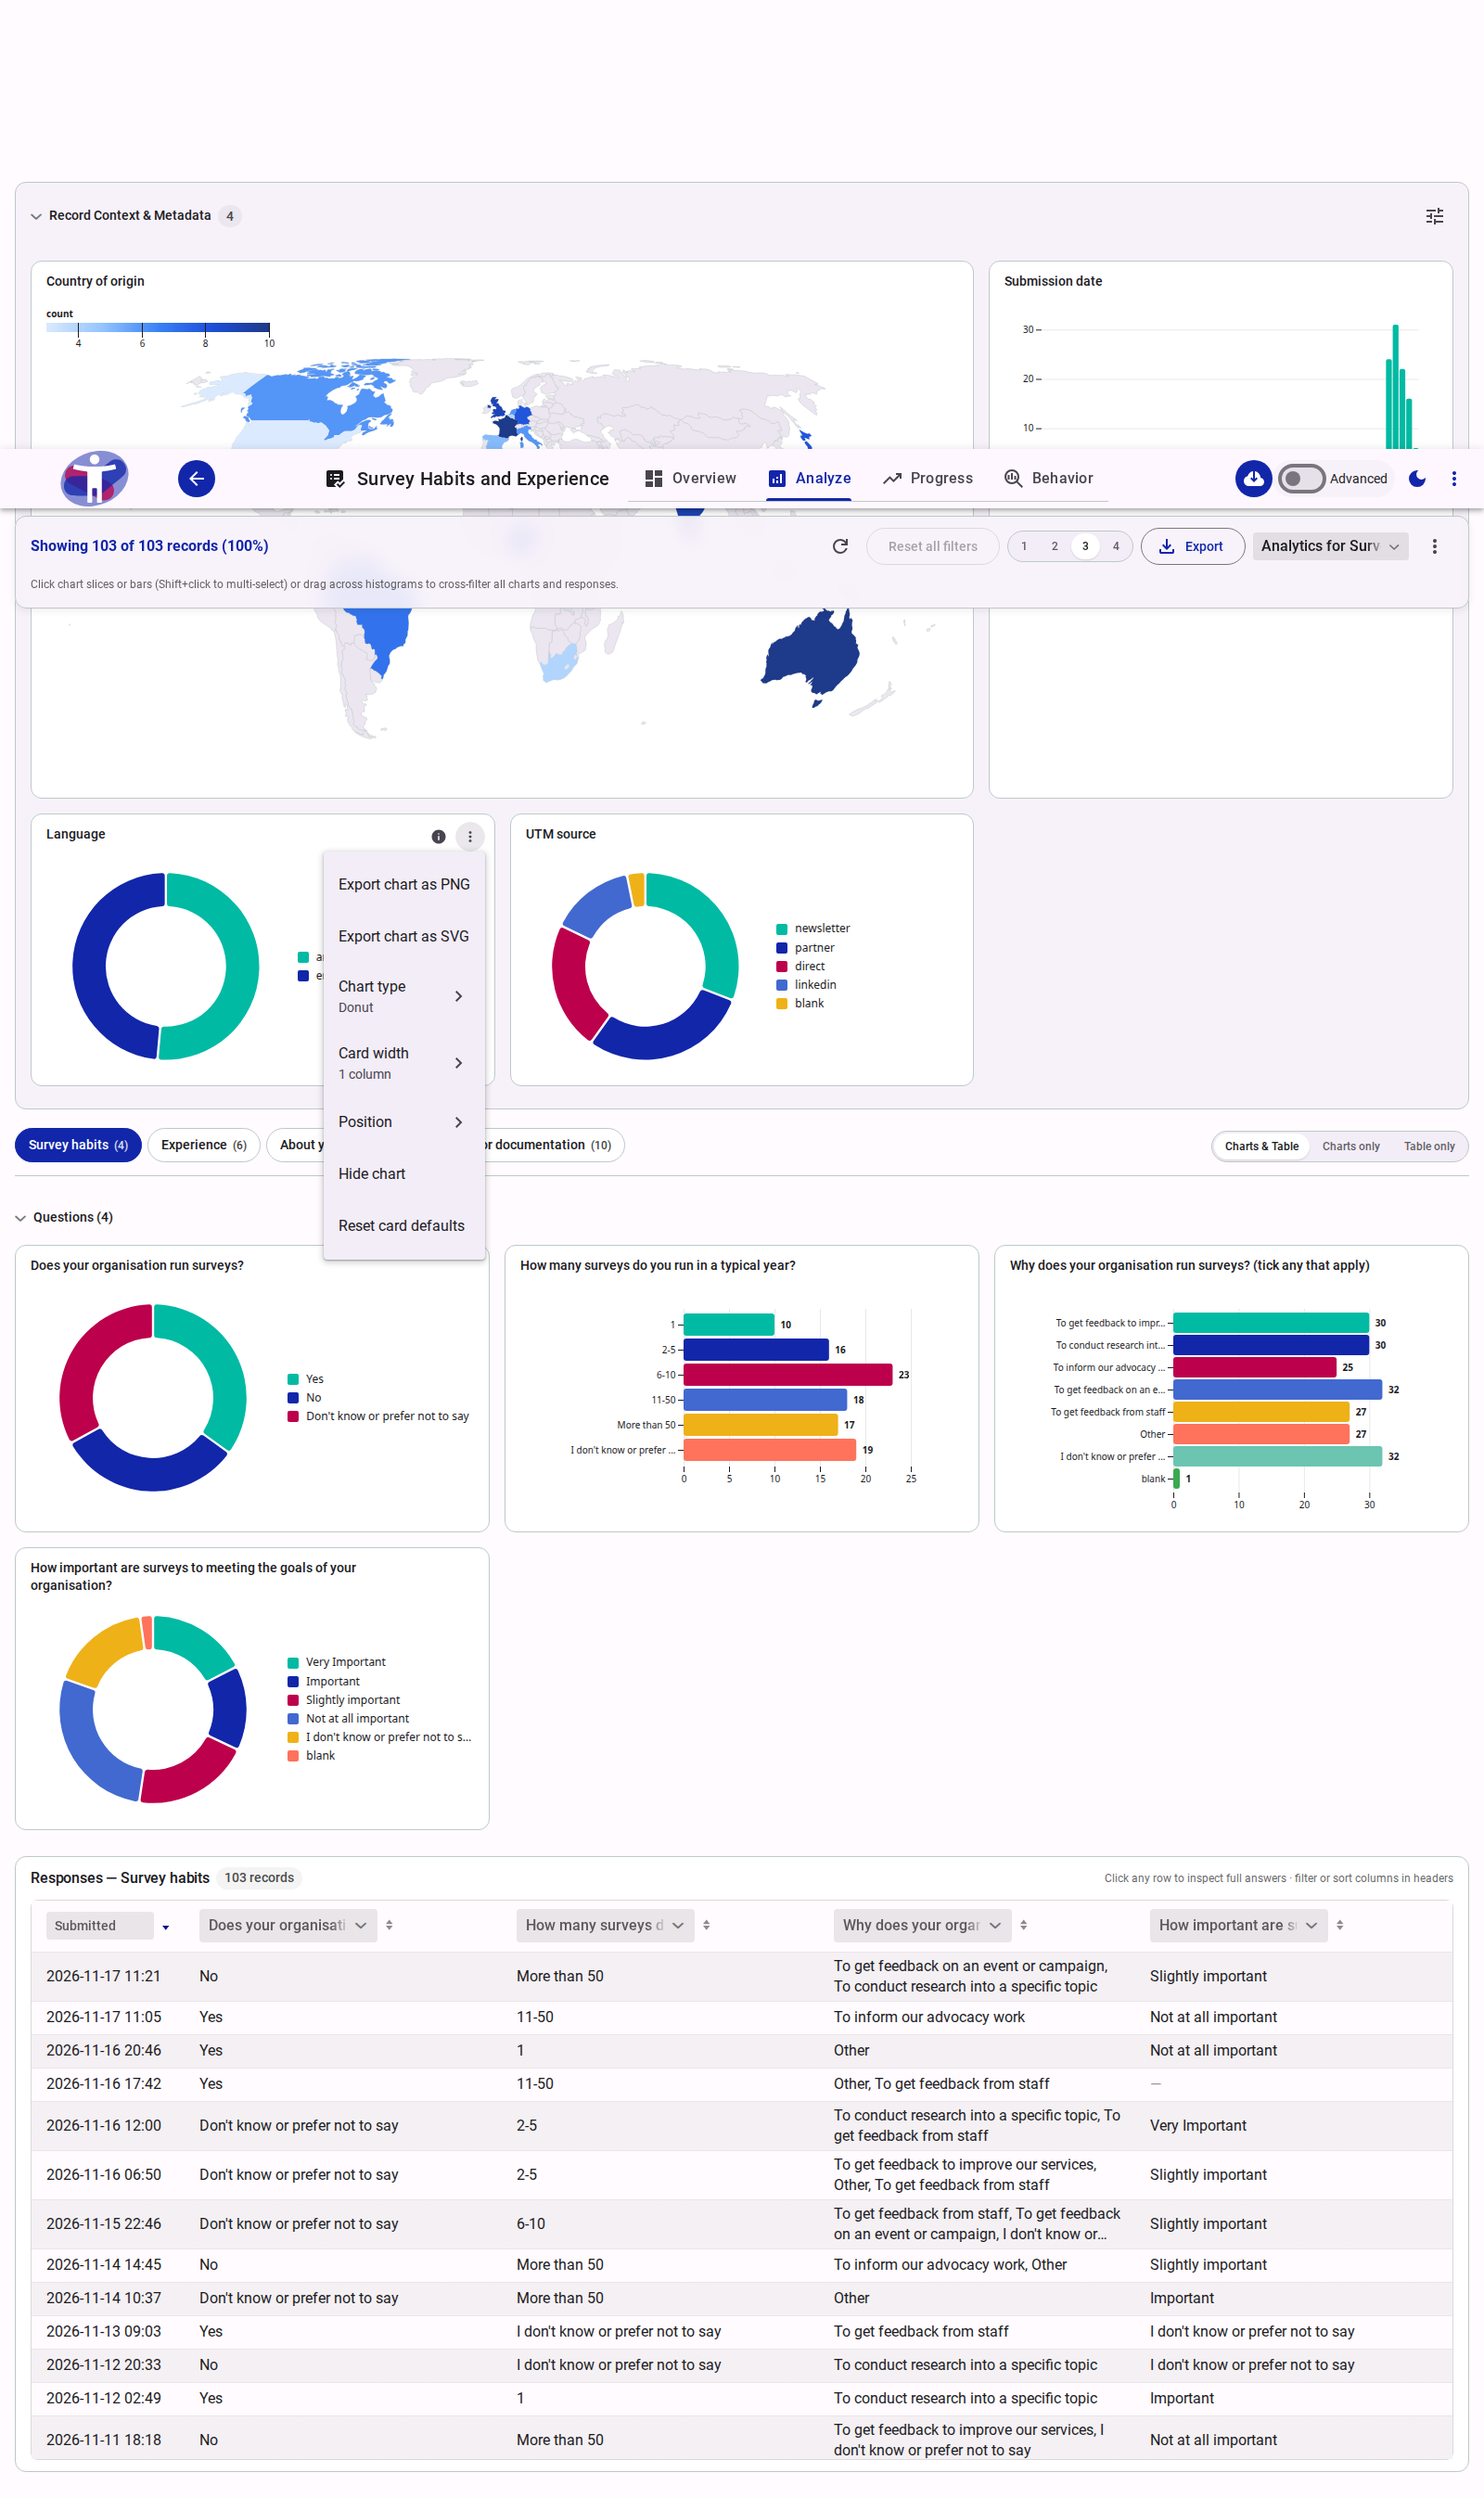 Record Context & Metadata 4
Country of origin
count
4 6 8 10
Submission date
30
20
10
Survey Habits and Experience
Overview
Analyze
Progress
Behavior
Advanced
Showing 103 of 103 records (100%)
Reset all filters
1 2 3 4
Export
Analytics for Surv
Click chart slices or bars (Shift+click to multi-select) or drag across histograms to cross-filter all charts and responses.
Language
Export chart as PNG
Export chart as SVG
Chart type
Donut
Card width
1 column
Position
Hide chart
Reset card defaults
UTM source
newsletter
partner
direct
linkedin
blank
Survey habits (4)
Experience (6)
About y
or documentation (10)
Charts & Table
Charts only
Table only
Questions (4)
Does your organisation run surveys?
Yes
No
Don't know or prefer not to say
How many surveys do you run in a typical year?
1 10
2-5 16
6-10 23
11-50 18
More than 50 17
I don't know or prefer ... 19
0 5 10 15 20 25
Why does your organisation run surveys? (tick any that apply)
To get feedback to impr... 30
To conduct research int... 30
To inform our advocacy ... 25
To get feedback on an e... 32
To get feedback from staff 27
Other 27
I don't know or prefer ... 32
blank 1
0 10 20 30
How important are surveys to meeting the goals of your
organisation?
Very Important
Important
Slightly important
Not at all important
I don't know or prefer not to s...
blank
Responses — Survey habits 103 records
Click any row to inspect full answers · filter or sort columns in headers
Submitted
Does your organisati
How many surveys d
Why does your orgar
How important are s
2026-11-17 11:21 No More than 50 To get feedback on an event or campaign, Slightly important
To conduct research into a specific topic
2026-11-17 11:05 Yes 11-50 To inform our advocacy work Not at all important
2026-11-16 20:46 Yes 1 Other Not at all important
2026-11-16 17:42 Yes 11-50 Other, To get feedback from staff —
2026-11-16 12:00 Don't know or prefer not to say 2-5 To conduct research into a specific topic, To Very Important
get feedback from staff
2026-11-16 06:50 Don't know or prefer not to say 2-5 To get feedback to improve our services, Slightly important
Other, To get feedback from staff
2026-11-15 22:46 Don't know or prefer not to say 6-10 To get feedback from staff, To get feedback Slightly important
on an event or campaign, I don't know or...
2026-11-14 14:45 No More than 50 To inform our advocacy work, Other Slightly important
2026-11-14 10:37 Don't know or prefer not to say More than 50 Other Important
2026-11-13 09:03 Yes I don't know or prefer not to say To get feedback from staff I don't know or prefer not to say
2026-11-12 20:33 No I don't know or prefer not to say To conduct research into a specific topic I don't know or prefer not to say
2026-11-12 02:49 Yes 1 To conduct research into a specific topic Important
2026-11-11 18:18 No More than 50 To get feedback to improve our services, I Not at all important
don't know or prefer not to say